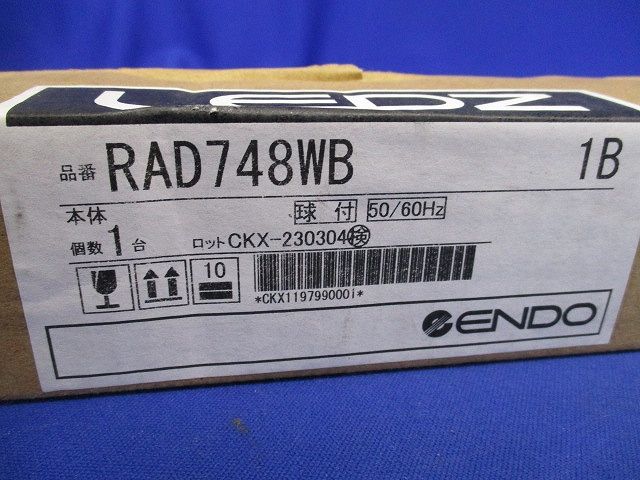 LEDZ
品番 RAD748WB 1B
本体 球付 50/60Hz
個数 1台 ロット CKX-230304 検
10
*CKX119799000i*
ENDO